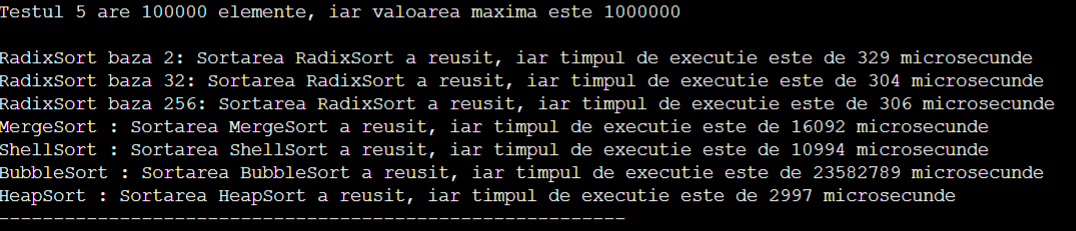 Testul 5 are 100000 elemente, iar valoarea maxima este 1000000
RadixSort baza 2: Sortarea RadixSort a reusit, iar timpul de executie este de 329 microsecunde
RadixSort baza 32: Sortarea RadixSort a reusit, iar timpul de executie este de 304 microsecunde
RadixSort baza 256: Sortarea RadixSort a reusit, iar timpul de executie este de 306 microsecunde
MergeSort : Sortarea MergeSort a reusit, iar timpul de executie este de 16092 microsecunde
ShellSort : Sortarea ShellSort a reusit, iar timpul de executie este de 10994 microsecunde
BubbleSort : Sortarea BubbleSort a reusit, iar timpul de executie este de 23582789 microsecunde
HeapSort : Sortarea HeapSort a reusit, iar timpul de executie este de 2997 microsecunde
---------------------------------------------------------